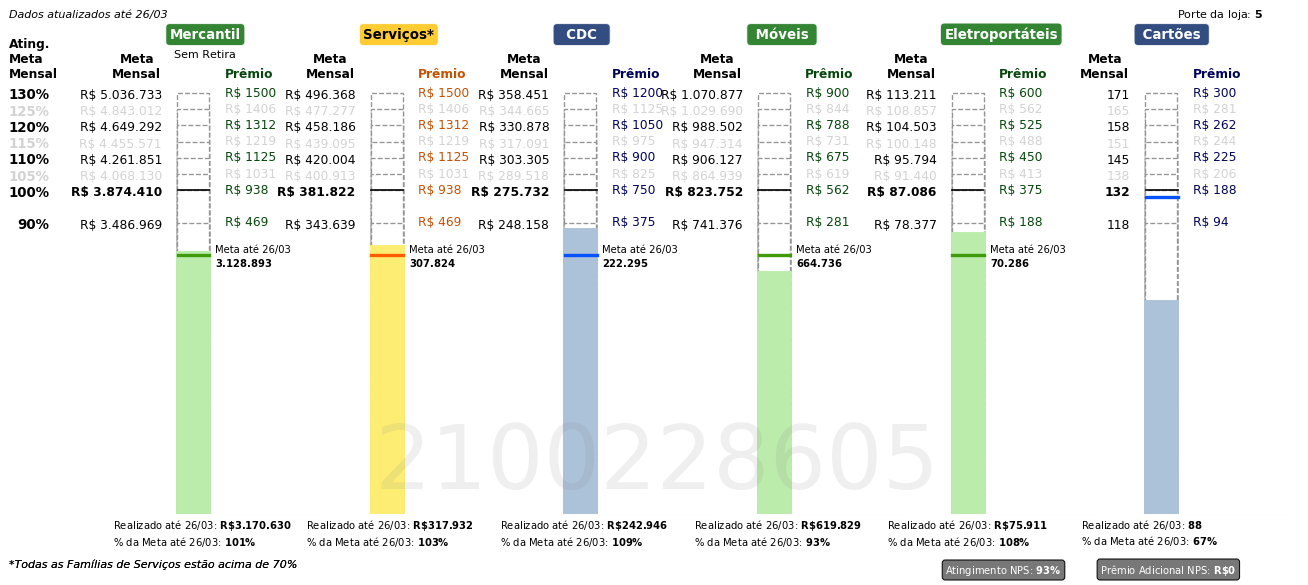 Dados atualizados até 26/03
Porte da loja: 5
Mercantil Serviços* CDC Móveis Eletroportáteis Cartões
Sem Retira
Ating. Meta Mensal
Meta Mensal Prêmio Meta Mensal Prêmio Meta Mensal Prêmio Meta Mensal Prêmio Meta Mensal Prêmio Meta Mensal Prêmio
130% R$ 5.036.733 R$ 1500 R$ 496.368 R$ 1500 R$ 358.451 R$ 1200 R$ 1.070.877 R$ 900 R$ 113.211 R$ 600 171 R$ 300
125% R$ 4.843.012 R$ 1406 R$ 477.277 R$ 1406 R$ 344.665 R$ 1125 R$ 1.029.690 R$ 844 R$ 108.857 R$ 562 165 R$ 281
120% R$ 4.649.292 R$ 1312 R$ 458.186 R$ 1312 R$ 330.878 R$ 1050 R$ 988.502 R$ 788 R$ 104.503 R$ 525 158 R$ 262
115% R$ 4.455.571 R$ 1219 R$ 439.095 R$ 1219 R$ 317.091 R$ 975 R$ 947.314 R$ 731 R$ 100.148 R$ 488 151 R$ 244
110% R$ 4.261.851 R$ 1125 R$ 420.004 R$ 1125 R$ 303.305 R$ 900 R$ 906.127 R$ 675 R$ 95.794 R$ 450 145 R$ 225
105% R$ 4.068.130 R$ 1031 R$ 400.913 R$ 1031 R$ 289.518 R$ 825 R$ 864.939 R$ 619 R$ 91.440 R$ 413 138 R$ 206
100% R$ 3.874.410 R$ 938 R$ 381.822 R$ 938 R$ 275.732 R$ 750 R$ 823.752 R$ 562 R$ 87.086 R$ 375 132 R$ 188
90% R$ 3.486.969 R$ 469 R$ 343.639 R$ 469 R$ 248.158 R$ 375 R$ 741.376 R$ 281 R$ 78.377 R$ 188 118 R$ 94
Meta até 26/03 Meta até 26/03 Meta até 26/03 Meta até 26/03 Meta até 26/03
3.128.893 307.824 222.295 664.736 70.286
2100228605
Realizado até 26/03: R$3.170.630 Realizado até 26/03: R$317.932 Realizado até 26/03: R$242.946 Realizado até 26/03: R$619.829 Realizado até 26/03: R$75.911 Realizado até 26/03: 88
% da Meta até 26/03: 101% % da Meta até 26/03: 103% % da Meta até 26/03: 109% % da Meta até 26/03: 93% % da Meta até 26/03: 108% % da Meta até 26/03: 67%
*Todas as Famílias de Serviços estão acima de 70%
Atingimento NPS: 93% Prêmio Adicional NPS: R$0